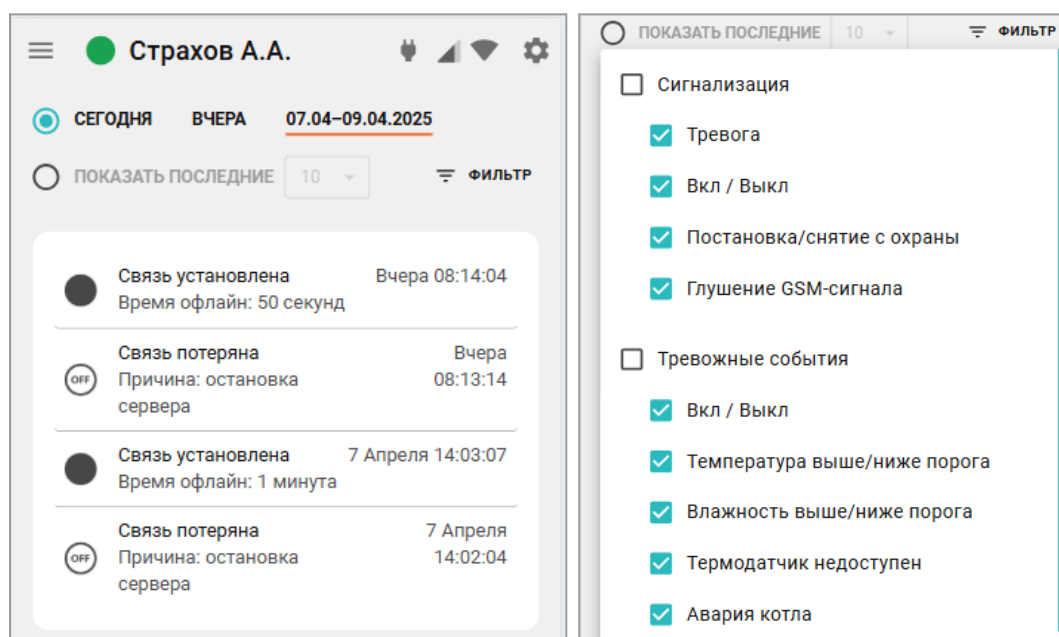 Страхов А.А.
СЕГОДНЯ ВЧЕРА 07.04–09.04.2025
ПОКАЗАТЬ ПОСЛЕДНИЕ 10 ФИЛЬТР
Связь установлена Вчера 08:14:04
Время офлайн: 50 секунд
Связь потеряна Вчера
OFF Причина: остановка 08:13:14
сервера
Связь установлена 7 Апреля 14:03:07
Время офлайн: 1 минута
Связь потеряна 7 Апреля
OFF Причина: остановка 14:02:04
сервера
ПОКАЗАТЬ ПОСЛЕДНИЕ 10 ФИЛЬТР
Сигнализация
Тревога
Вкл / Выкл
Постановка/снятие с охраны
Глушение GSM-сигнала
Тревожные события
Вкл / Выкл
Температура выше/ниже порога
Влажность выше/ниже порога
Термодатчик недоступен
Авария котла